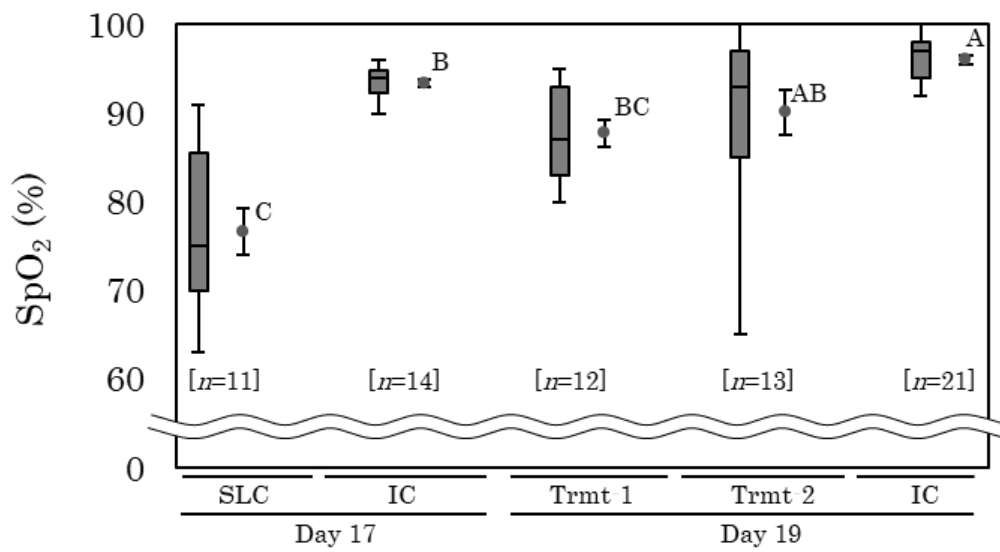 SpO₂ (%)
100
90
80
70
60
0
C
B
BC
AB
A
[n=11]
[n=14]
[n=12]
[n=13]
[n=21]
SLC
IC
Trmt-1
Trmt-2
IC
Day 17
Day 19